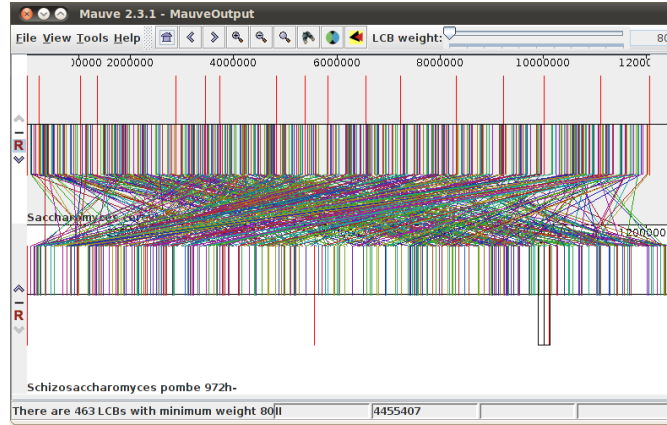 Mauve 2.3.1 - MauveOutput
File View Tools Help LCB weight: 80
2000000 4000000 6000000 8000000 10000000
R
Saccharomyces
R
Schizosaccharomyces pombe 972h-
There are 463 LCBs with minimum weight 80 4455407